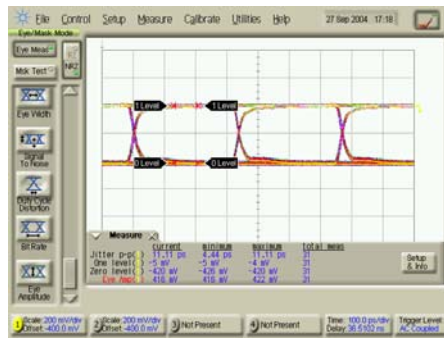 File Control Setup Measure Calibrate Utilities Help 27 Sep 2004 17:18
Eye/Mask Mode
Eye Meas
NRZ
Msk Test
Eye Width
Signal
To Noise
Duty Cycle
Distortion
Bit Rate
Eye
Amplitude
1 Level 1 Level
0 Level 0 Level
Measure
current minimum maximum total meas
Jitter p-p( ) 11.11 ps 4.44 ps 11.11 ps 31
One level( ) -5 mV -5 mV -4 mV 31
Zero level( ) -420 mV -426 mV -420 mV 31
Eye Amp( ) 416 mV 416 mV 422 mV 31
Setup
& Info
1 Scale: 200 mV/div
Offset: -400.0 mV
2 Scale: 200 mV/div
Offset: -400.0 mV
3 Not Present
4 Not Present
Time: 100.0 ps/div
Delay: 36.5102 ns
Trigger Level
AC Coupled